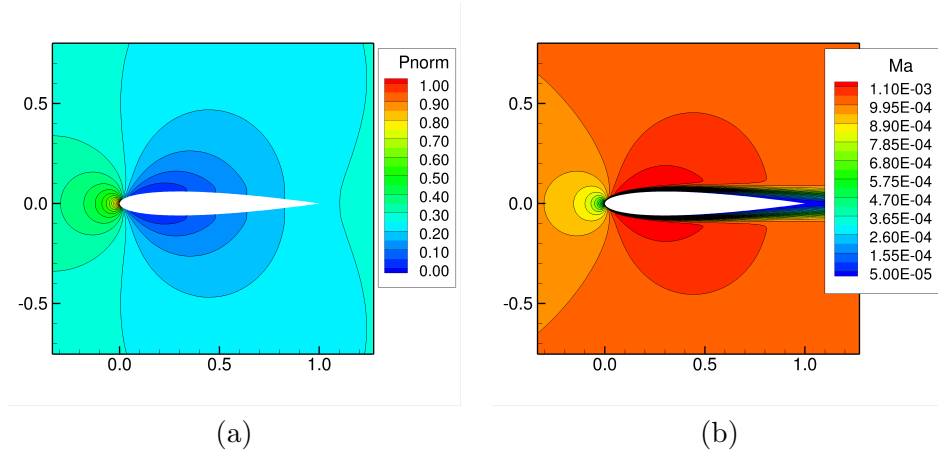 Pnorm
1.00
0.90
0.80
0.70
0.60
0.50
0.40
0.30
0.20
0.10
0.00
0.5
0.0
-0.5
0.0 0.5 1.0
(a)
Ma
1.10E-03
9.95E-04
8.90E-04
7.85E-04
6.80E-04
5.75E-04
4.70E-04
3.65E-04
2.60E-04
1.55E-04
5.00E-05
0.5
0.0
-0.5
0.0 0.5 1.0
(b)